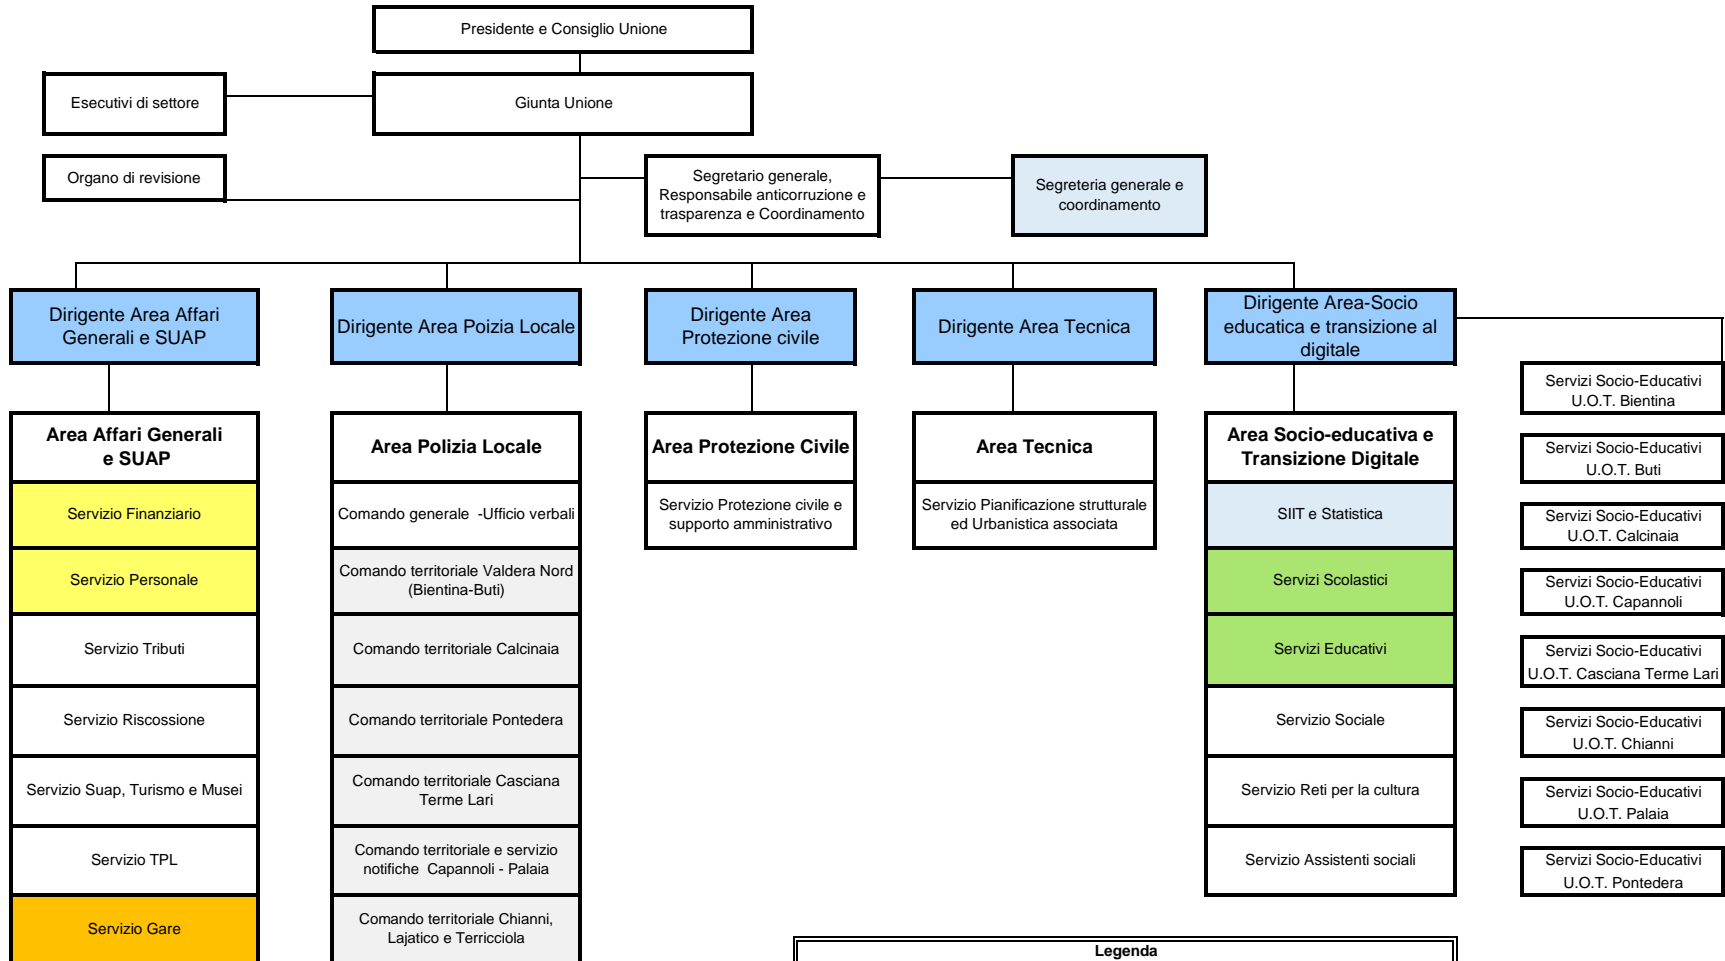 Presidente e Consiglio Unione
Esecutivi di settore
Giunta Unione
Organo di revisione
Segretario generale,
Responsabile anticorruzione e
trasparenza e Coordinamento
Segreteria generale e
coordinamento
Dirigente Area Affari
Generali e SUAP
Dirigente Area Poizia Locale
Dirigente Area
Protezione civile
Dirigente Area Tecnica
Dirigente Area-Socio
educatica e transizione al
digitale
Area Affari Generali
e SUAP
Servizio Finanziario
Servizio Personale
Servizio Tributi
Servizio Riscossione
Servizio Suap, Turismo e Musei
Servizio TPL
Servizio Gare
Area Polizia Locale
Comando generale -Ufficio verbali
Comando territoriale Valdera Nord
(Bientina-Buti)
Comando territoriale Calcinaia
Comando territoriale Pontedera
Comando territoriale Casciana
Terme Lari
Comando territoriale e servizio
notifiche Capannoli - Palaia
Comando territoriale Chianni,
Lajatico e Terricciola
Area Protezione Civile
Servizio Protezione civile e
supporto amministrativo
Area Tecnica
Servizio Pianificazione strutturale
ed Urbanistica associata
Area Socio-educativa e
Transizione Digitale
SIIT e Statistica
Servizi Scolastici
Servizi Educativi
Servizio Sociale
Servizio Reti per la cultura
Servizio Assistenti sociali
Servizi Socio-Educativi
U.O.T. Bientina
Servizi Socio-Educativi
U.O.T. Buti
Servizi Socio-Educativi
U.O.T. Calcinaia
Servizi Socio-Educativi
U.O.T. Capannoli
Servizi Socio-Educativi
U.O.T. Casciana Terme Lari
Servizi Socio-Educativi
U.O.T. Chianni
Servizi Socio-Educativi
U.O.T. Palaia
Servizi Socio-Educativi
U.O.T. Pontedera
Legenda